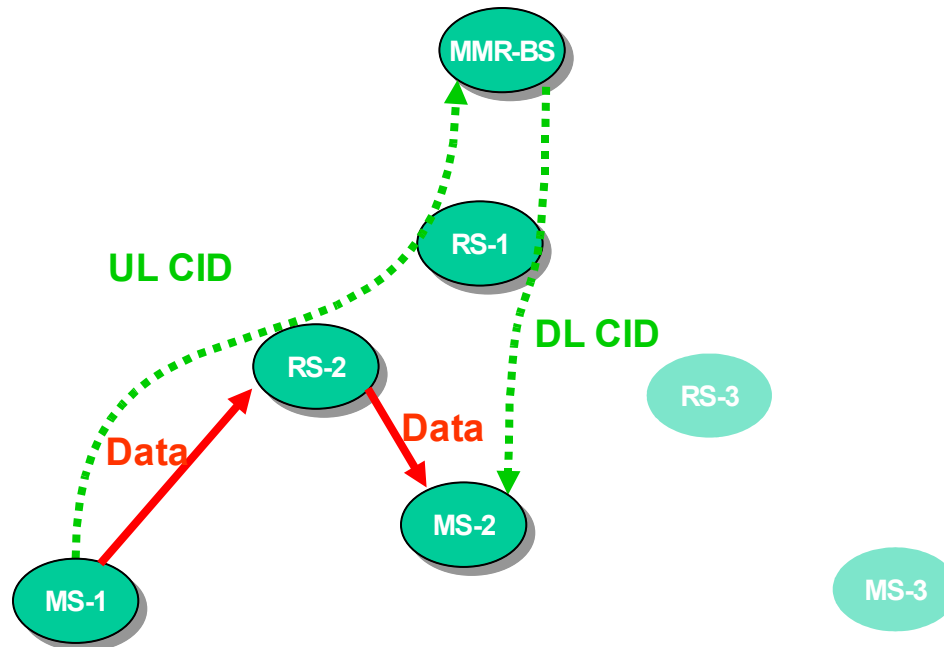 MMR-BS
RS-1
UL CID
DL CID
RS-2
RS-3
Data
Data
MS-2
MS-1
MS-3